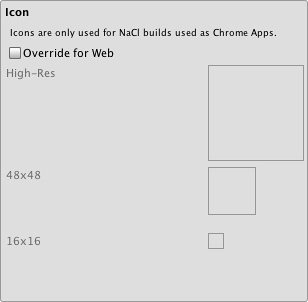 Icon
Icons are only used for NaCl builds used as Chrome Apps.
Override for Web
High-Res
48x48
16x16